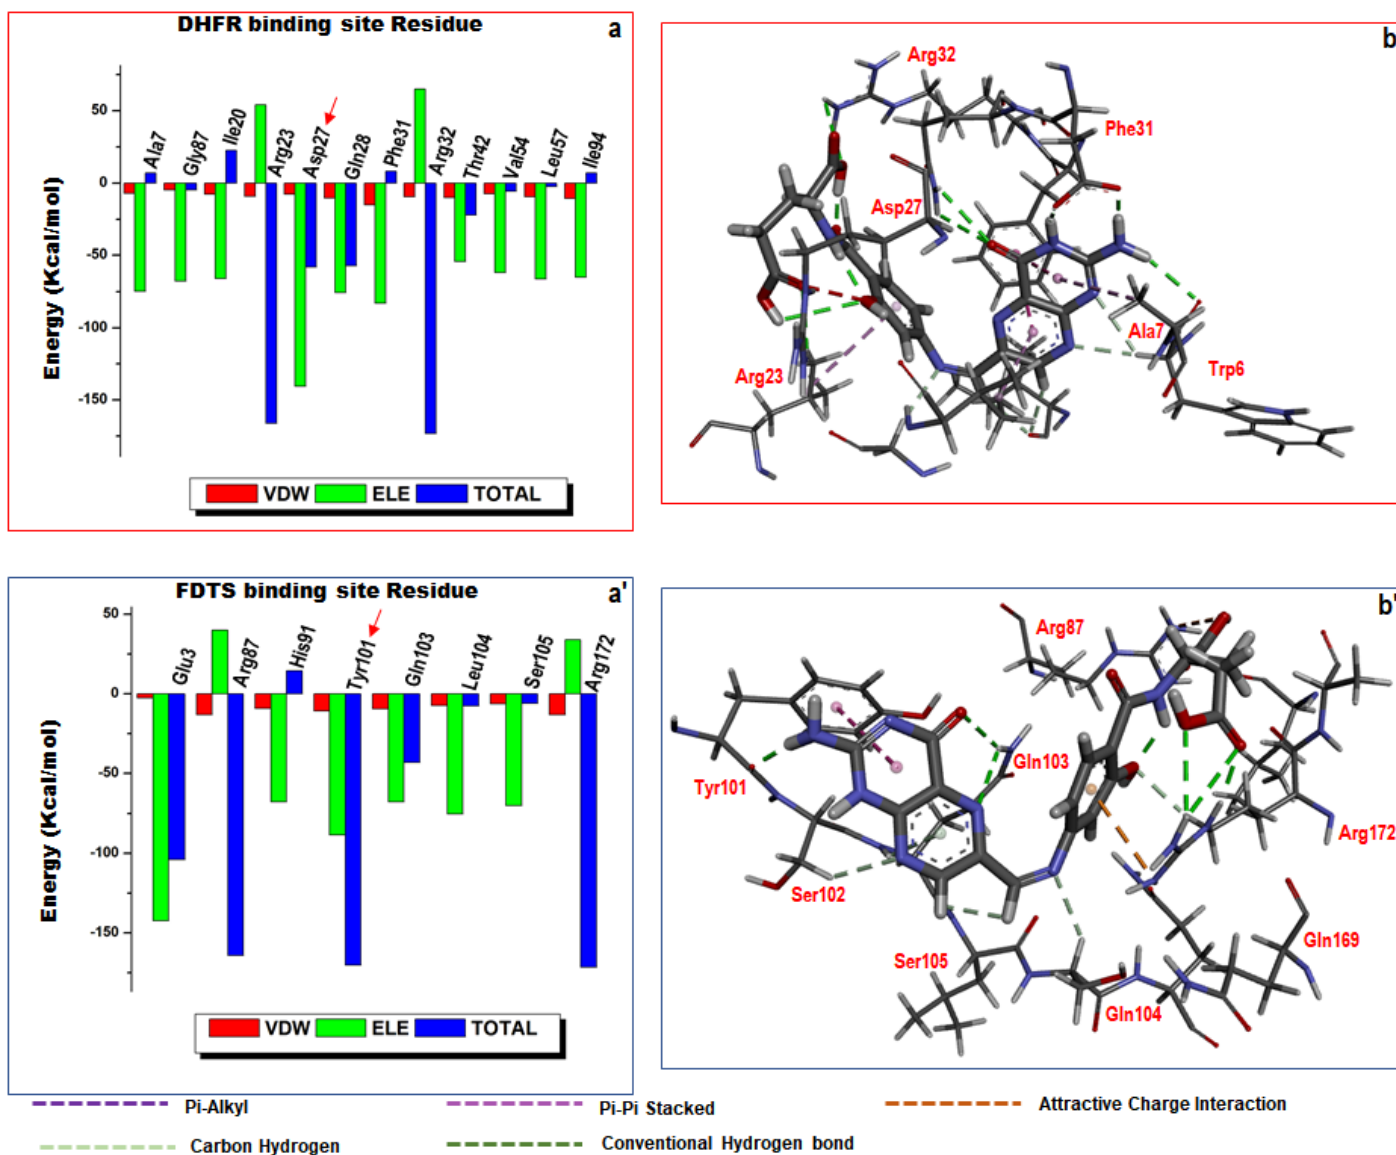 DHFR binding site Residue
a
Energy (Kcal/mol)
50
0
-50
-100
-150
Ala7
Gly87
Ile20
Arg23
Asp27
Gln28
Phe31
Arg32
Thr42
Val54
Leu57
Ile94
VDW ELE TOTAL
b
Arg32
Phe31
Asp27
Ala7
Arg23
Trp6
FDTS binding site Residue
a'
Energy (Kcal/mol)
50
0
-50
-100
-150
Glu3
Arg87
His91
Tyr101
Gln103
Leu104
Ser105
Arg172
VDW ELE TOTAL
b'
Arg87
Gln103
Tyr101
Arg172
Ser102
Gln169
Ser105
Gln104
Pi-Alkyl
Pi-Pi Stacked
Attractive Charge Interaction
Carbon Hydrogen
Conventional Hydrogen bond